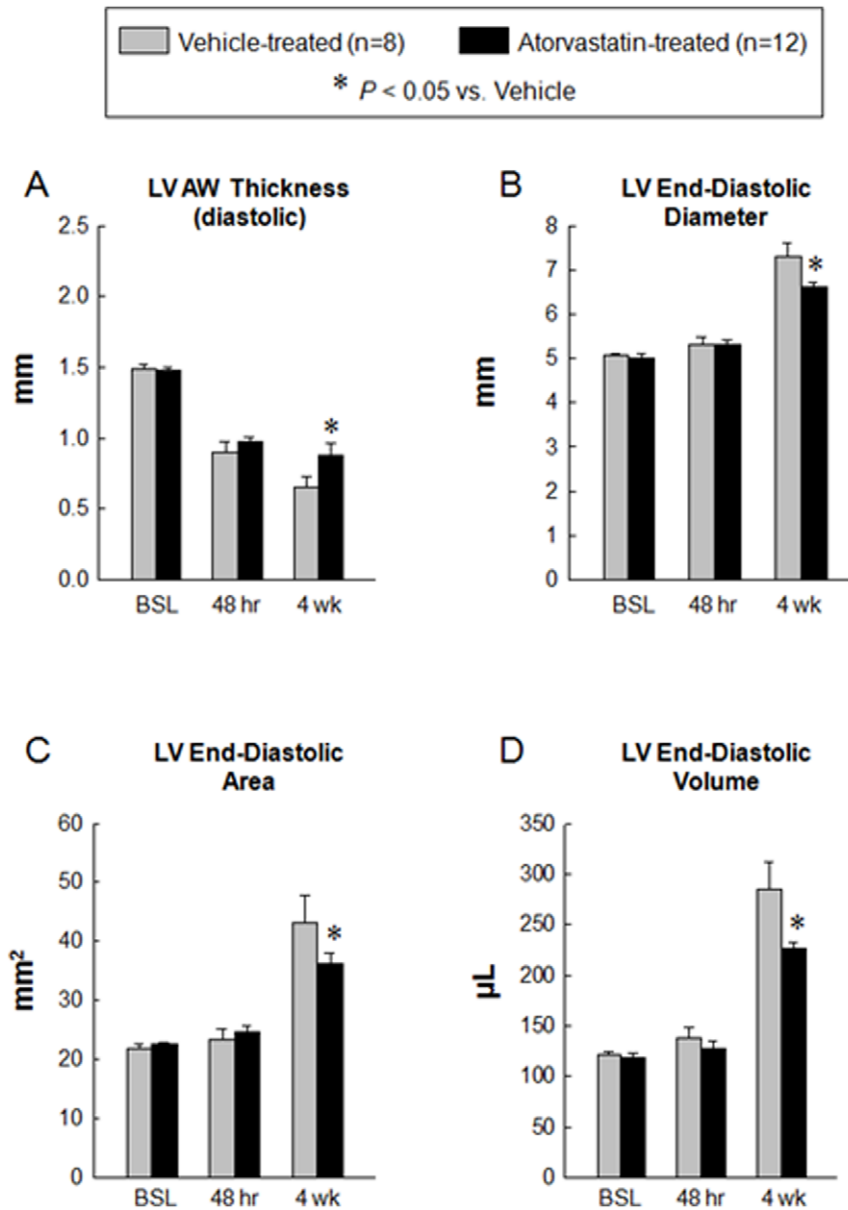 Vehicle-treated (n=8) Atorvastatin-treated (n=12)
* P < 0.05 vs. Vehicle
A
LV AW Thickness
(diastolic)
2.5
2.0
1.5
1.0
0.5
0.0
mm
*
BSL 48 hr 4 wk
B
LV End-Diastolic
Diameter
8
7
6
5
4
3
2
1
0
mm
*
BSL 48 hr 4 wk
C
LV End-Diastolic
Area
60
50
40
30
20
10
0
mm²
*
BSL 48 hr 4 wk
D
LV End-Diastolic
Volume
350
300
250
200
150
100
50
0
µL
*
BSL 48 hr 4 wk